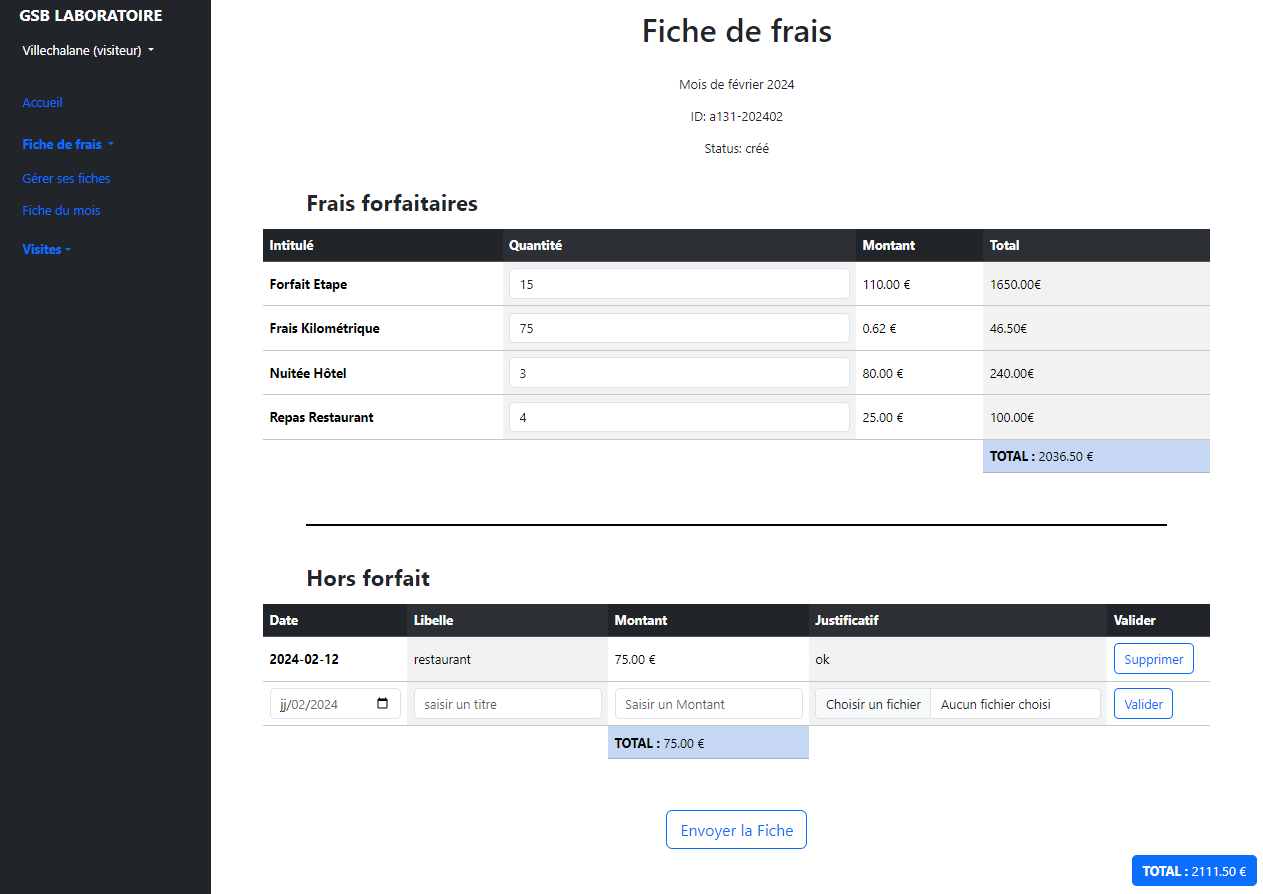 GSB LABORATOIRE
Villechalane (visiteur)
Accueil
Fiche de frais
Gérer ses fiches
Fiche du mois
Visites
Fiche de frais
Mois de février 2024
ID: a131-202402
Status: créé
Frais forfaitaires
Intitulé Quantité Montant Total
Forfait Etape 15 110.00 € 1650.00€
Frais Kilométrique 75 0.62 € 46.50€
Nuitée Hôtel 3 80.00 € 240.00€
Repas Restaurant 4 25.00 € 100.00€
TOTAL : 2036.50 €
Hors forfait
Date Libelle Montant Justificatif Valider
2024-02-12 restaurant 75.00 € ok Supprimer
jj/02/2024 saisir un titre Saisir un Montant Choisir un fichier Aucun fichier choisi Valider
TOTAL : 75.00 €
Envoyer la Fiche
TOTAL : 2111.50 €